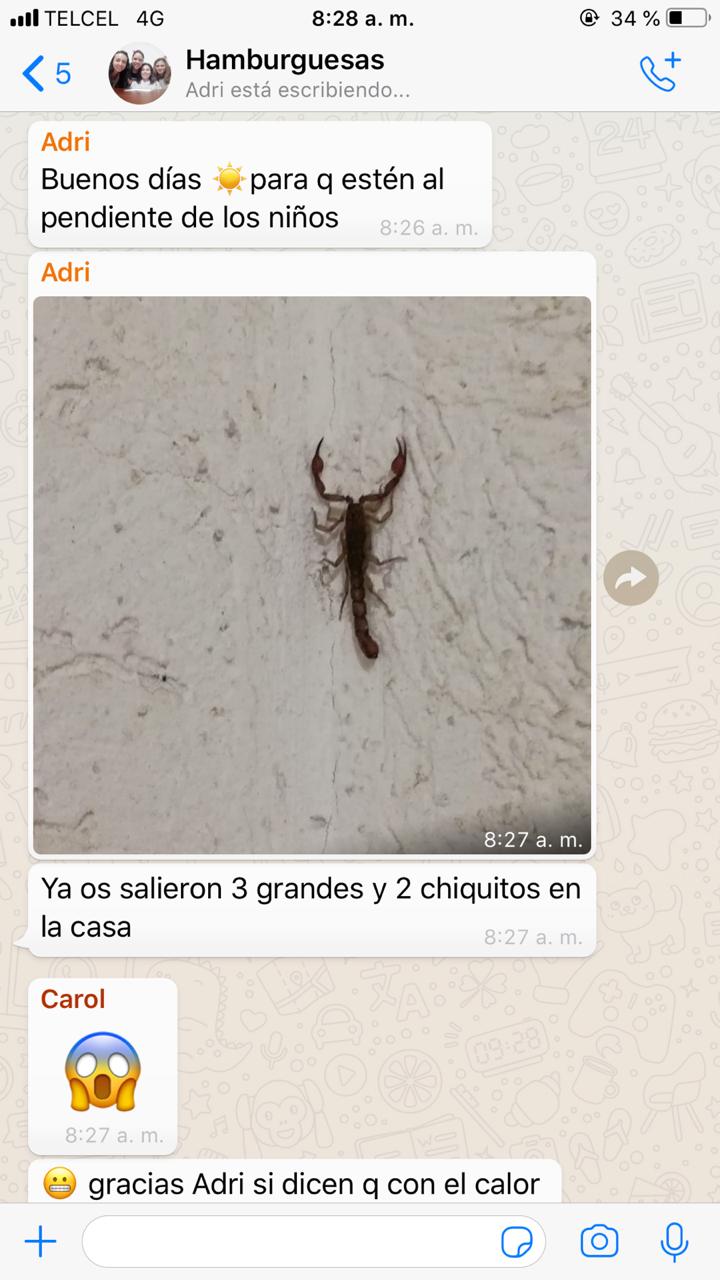 TELCEL 4G 8:28 a. m. 34 %
5 Hamburguesas
Adri está escribiendo...
Adri
Buenos días ☀️para q estén al
pendiente de los niños 8:26 a. m.
Adri
8:27 a. m.
Ya os salieron 3 grandes y 2 chiquitos en
la casa 8:27 a. m.
Carol
😱
8:27 a. m.
😬 gracias Adri si dicen q con el calor